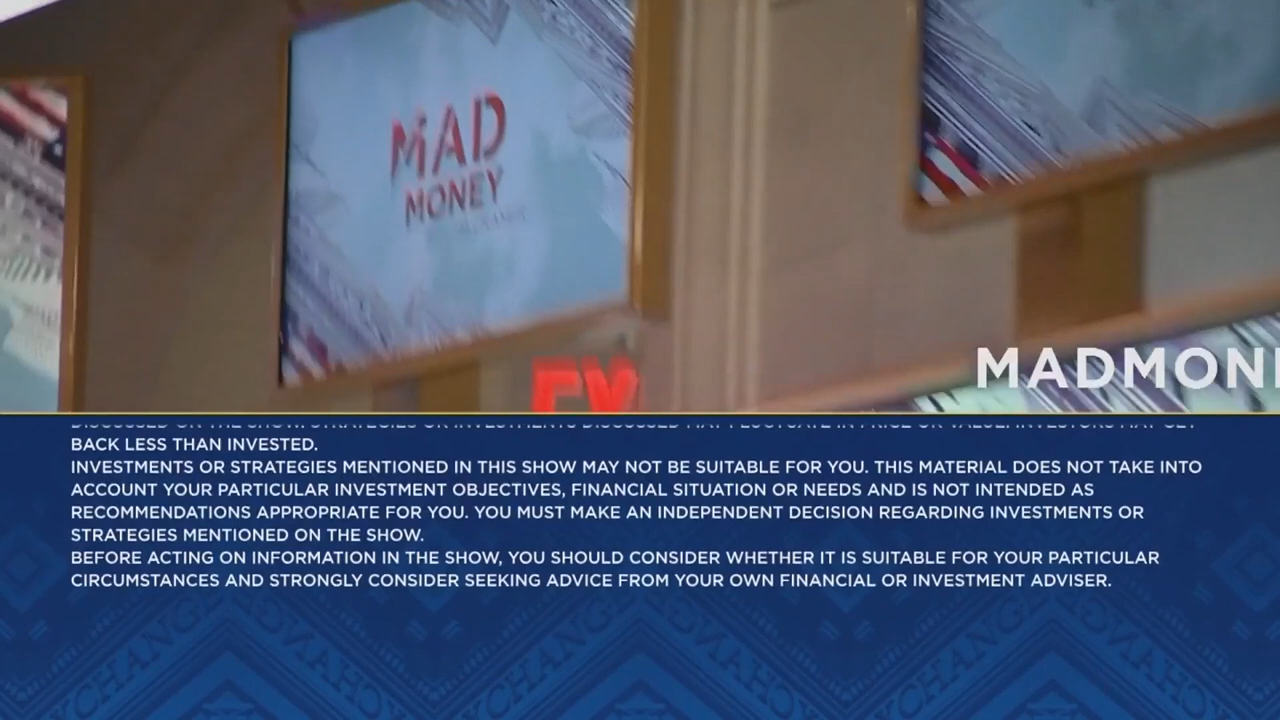 MAD
MONEY
EX
MADMON
BACK LESS THAN INVESTED.
INVESTMENTS OR STRATEGIES MENTIONED IN THIS SHOW MAY NOT BE SUITABLE FOR YOU. THIS MATERIAL DOES NOT TAKE INTO
ACCOUNT YOUR PARTICULAR INVESTMENT OBJECTIVES, FINANCIAL SITUATION OR NEEDS AND IS NOT INTENDED AS
RECOMMENDATIONS APPROPRIATE FOR YOU. YOU MUST MAKE AN INDEPENDENT DECISION REGARDING INVESTMENTS OR
STRATEGIES MENTIONED ON THE SHOW.
BEFORE ACTING ON INFORMATION IN THE SHOW, YOU SHOULD CONSIDER WHETHER IT IS SUITABLE FOR YOUR PARTICULAR
CIRCUMSTANCES AND STRONGLY CONSIDER SEEKING ADVICE FROM YOUR OWN FINANCIAL OR INVESTMENT ADVISER.